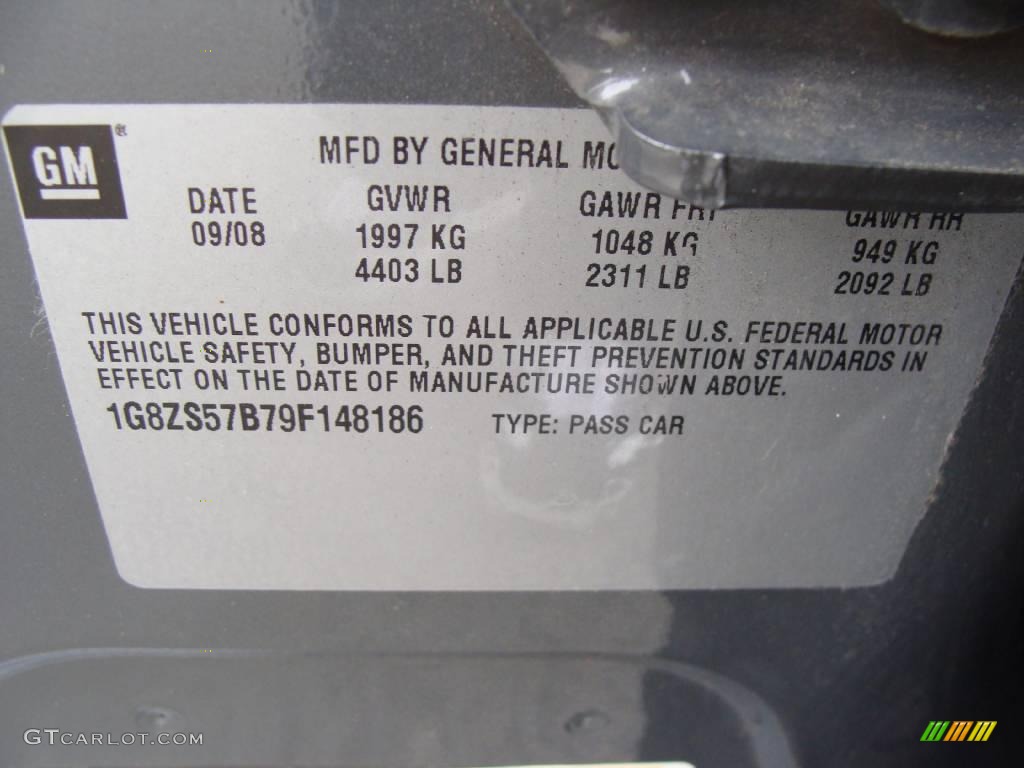 GM ®
MFD BY GENERAL
DATE GVWR GAWR FRT GAWR RR
09/08 1997 KG 1048 KG 949 KG
4403 LB 2311 LB 2092 LB
THIS VEHICLE CONFORMS TO ALL APPLICABLE U.S. FEDERAL MOTOR
VEHICLE SAFETY, BUMPER, AND THEFT PREVENTION STANDARDS IN
EFFECT ON THE DATE OF MANUFACTURE SHOWN ABOVE.
1G8ZS57B79F148186 TYPE: PASS CAR
GTCARLOT.COM